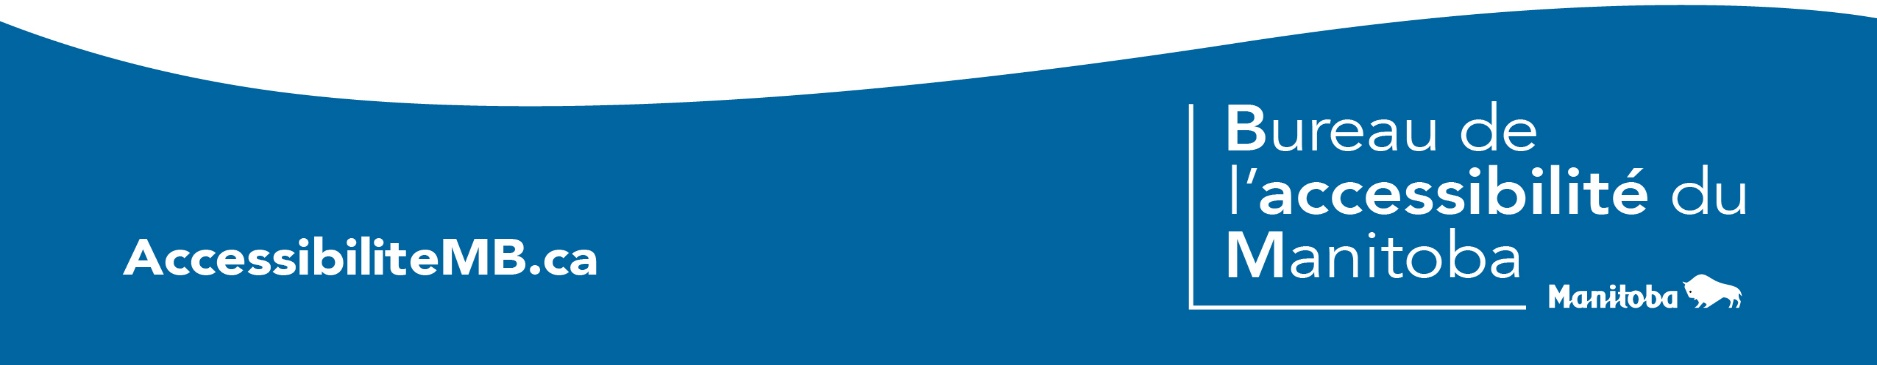 AccessibiliteMB.ca
Bureau de
l’accessibilité du
Manitoba
Manitoba